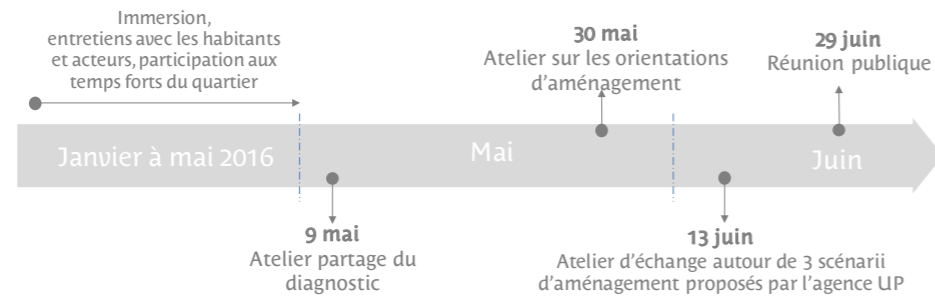 Immersion,
entretiens avec les habitants
et acteurs, participation aux
temps forts du quartier
30 mai
Atelier sur les orientations
d'aménagement
29 juin
Réunion publique
Janvier à mai 2016
Mai
Juin
9 mai
Atelier partage du
diagnostic
13 juin
Atelier d'échange autour de 3 scénarii
d'aménagement proposés par l'agence UP